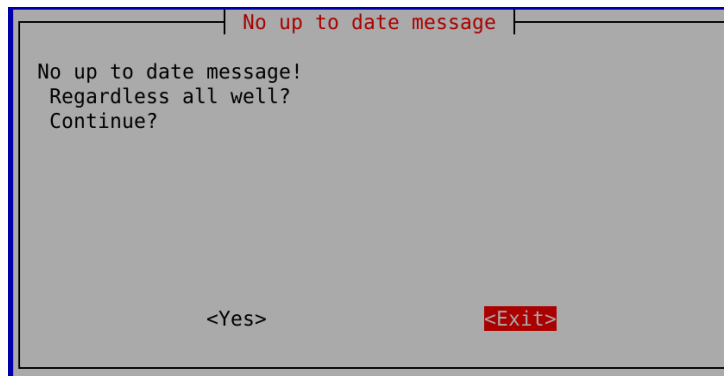 No up to date message
No up to date message!
Regardless all well?
Continue?
<Yes> <Exit>